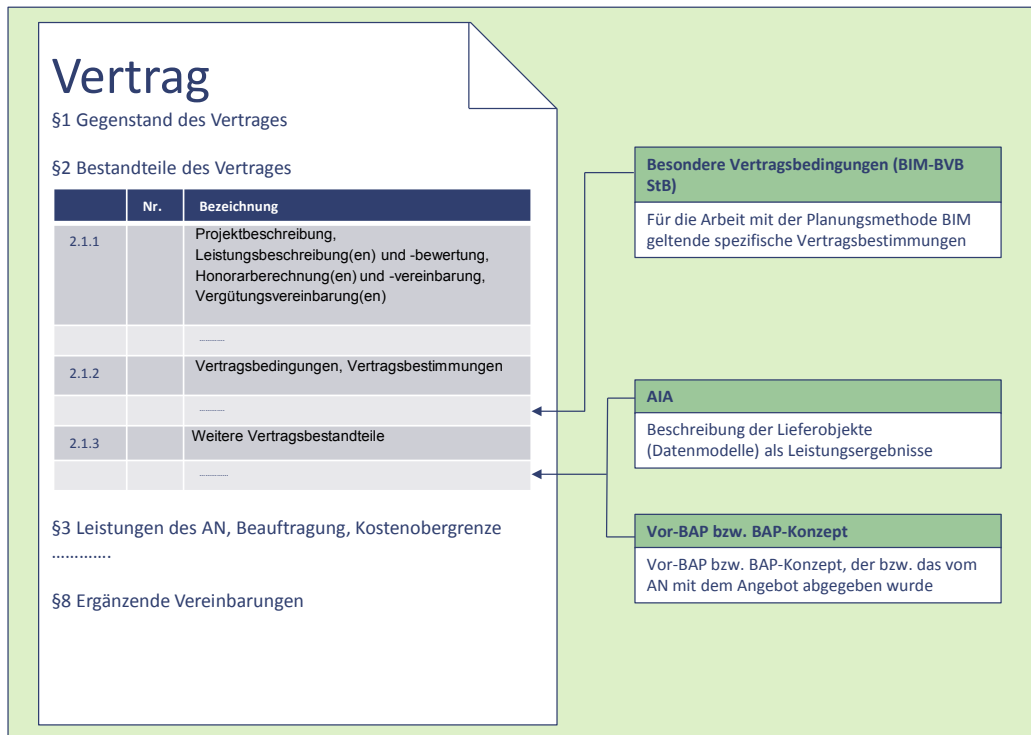 Vertrag
§1 Gegenstand des Vertrages
§2 Bestandteile des Vertrages
Nr. Bezeichnung
2.1.1 Projektbeschreibung,
Leistungsbeschreibung(en) und -bewertung,
Honorarberechnung(en) und -vereinbarung,
Vergütungsvereinbarung(en)
............
2.1.2 Vertragsbedingungen, Vertragsbestimmungen
............
2.1.3 Weitere Vertragsbestandteile
.............
§3 Leistungen des AN, Beauftragung, Kostenobergrenze
.............
§8 Ergänzende Vereinbarungen
Besondere Vertragsbedingungen (BIM-BVB
StB)
Für die Arbeit mit der Planungsmethode BIM
geltende spezifische Vertragsbestimmungen
AIA
Beschreibung der Lieferobjekte
(Datenmodelle) als Leistungsergebnisse
Vor-BAP bzw. BAP-Konzept
Vor-BAP bzw. BAP-Konzept, der bzw. das vom
AN mit dem Angebot abgegeben wurde